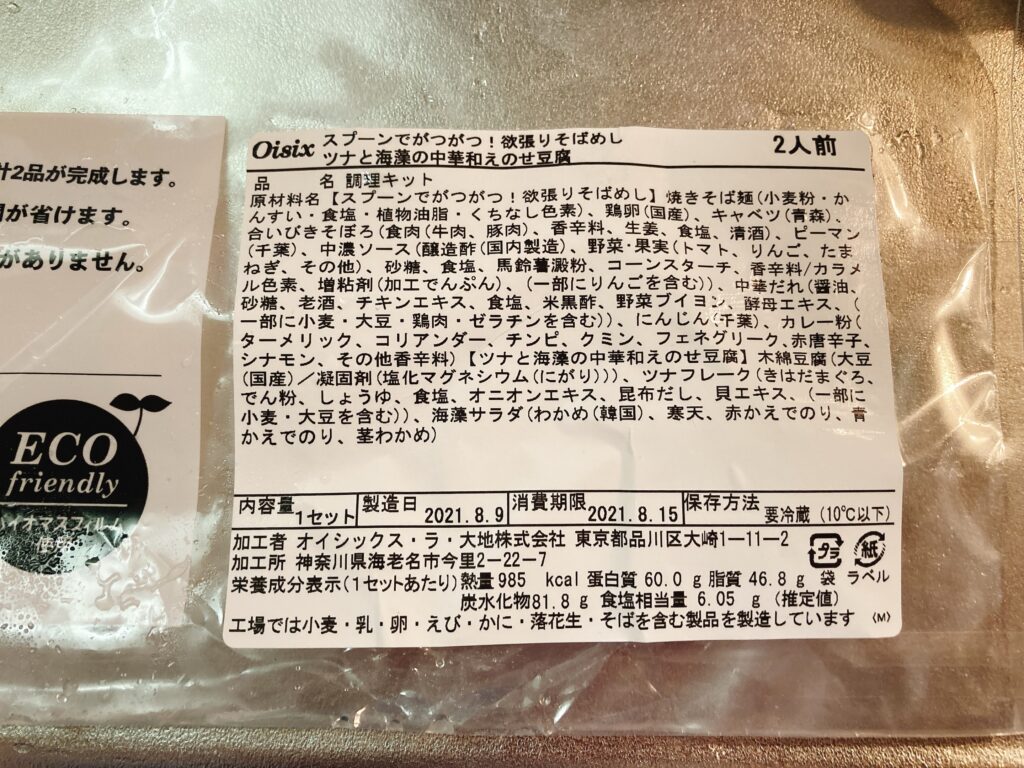 計2品が完成します。
が省けます。
がありません。
ECO
friendly
Oisix スプーンでがつがつ！欲張りそばめし
ツナと海藻の中華和えのせ豆腐
2人前
品 名 調理キット
原材料名【スプーンでがつがつ！欲張りそばめし】焼きそば麺(小麦粉・か
んすい・食塩・植物油脂・くちなし色素)、鶏卵(国産)、キャベツ(青森)、
合いびきそぼろ(食肉(牛肉、豚肉)、香辛料、生姜、食塩、清酒)、ピーマン
(千葉)、中濃ソース(醸造酢(国内製造)、野菜・果実(トマト、りんご、たま
ねぎ、その他)、砂糖、食塩、馬鈴薯澱粉、コーンスターチ、香辛料/カラメ
ル色素、増粘剤(加工でんぷん)、(一部にりんごを含む))、中華だれ(醤油、
砂糖、老酒、チキンエキス、食塩、米黒酢、野菜ブイヨン、酵母エキス、(
一部に小麦・大豆・鶏肉・ゼラチンを含む))、にんじん(千葉)、カレー粉(
ターメリック、コリアンダー、チンピ、クミン、フェネグリーク、赤唐辛子、
シナモン、その他香辛料)【ツナと海藻の中華和えのせ豆腐】木綿豆腐(大豆
(国産)／凝固剤(塩化マグネシウム(にがり)))、ツナフレーク(きはだまぐろ、
でん粉、しょうゆ、食塩、オニオンエキス、昆布だし、貝エキス、(一部に
小麦・大豆を含む))、海藻サラダ(わかめ(韓国)、寒天、赤かえでのり、青
かえでのり、茎わかめ)
内容量 1セット 製造日 2021.8.9 消費期限 2021.8.15 保存方法 要冷蔵 (10℃以下)
加工者 オイシックス・ラ・大地株式会社 東京都品川区大崎1ー11ー2
加工所 神奈川県海老名市今里2-22-7
プラ 紙
袋 ラベル
栄養成分表示(1セットあたり)熱量985 kcal 蛋白質 60.0 g 脂質 46.8 g
炭水化物81.8 g 食塩相当量 6.05 g (推定値)
工場では小麦・乳・卵・えび・かに・落花生・そばを含む製品を製造しています 〈M〉